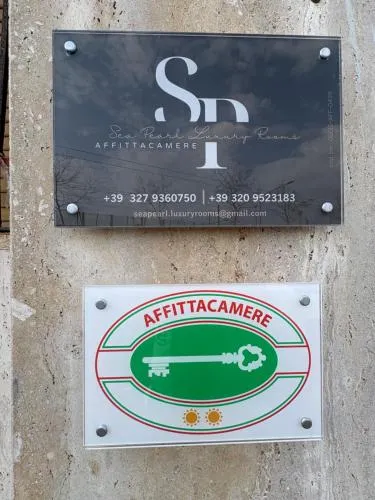 SP
Sea Pearl Luxury Rooms
AFFITTACAMERE
+39 327 9360750 | +39 320 9523183
seapearl.luxuryrooms@gmail.com
AFFITTACAMERE